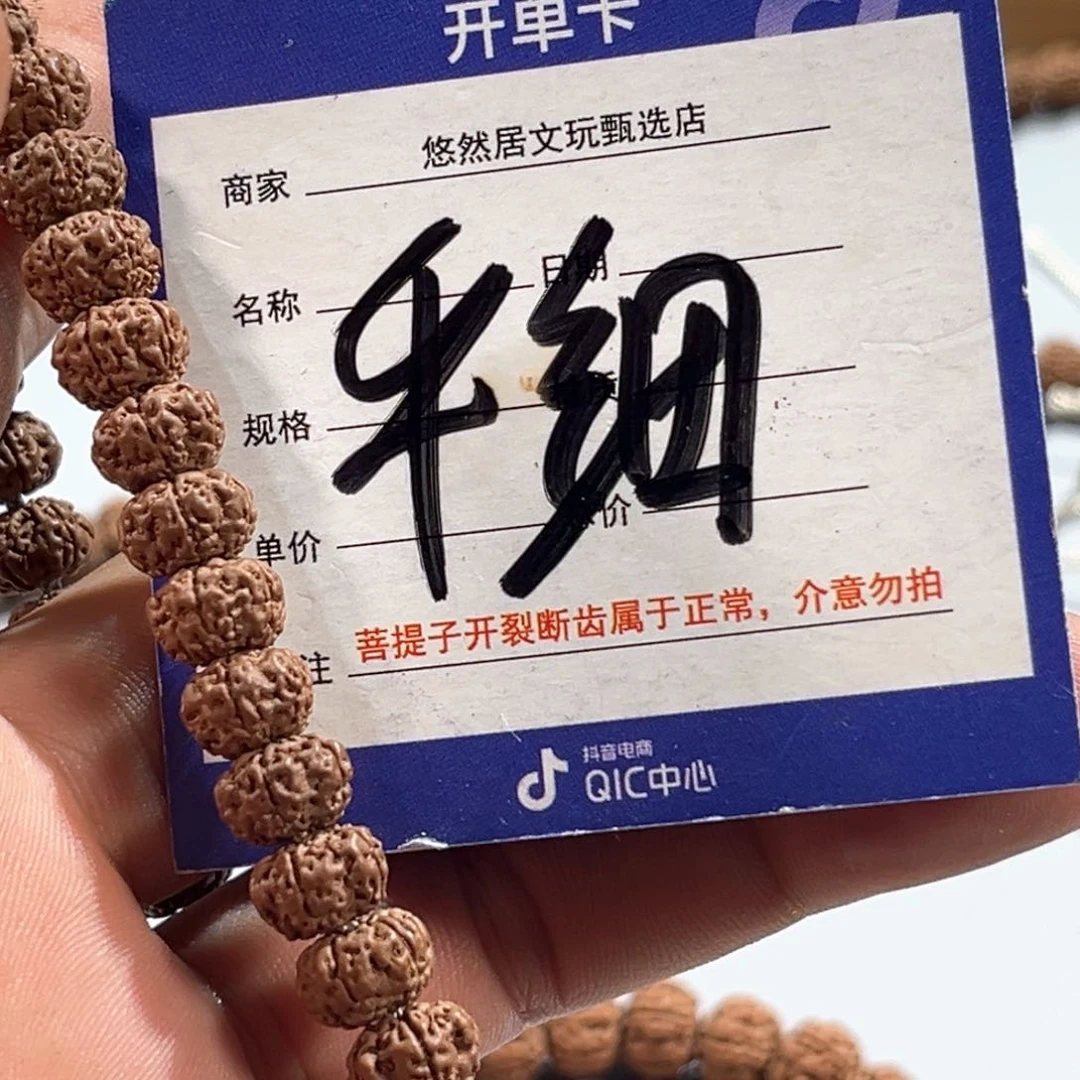 开单卡
商家 悠然居文玩甄选店
名称 日期
细
规格
单价 价
注 菩提子开裂断齿属于正常，介意勿拍
抖音电商
QIC中心